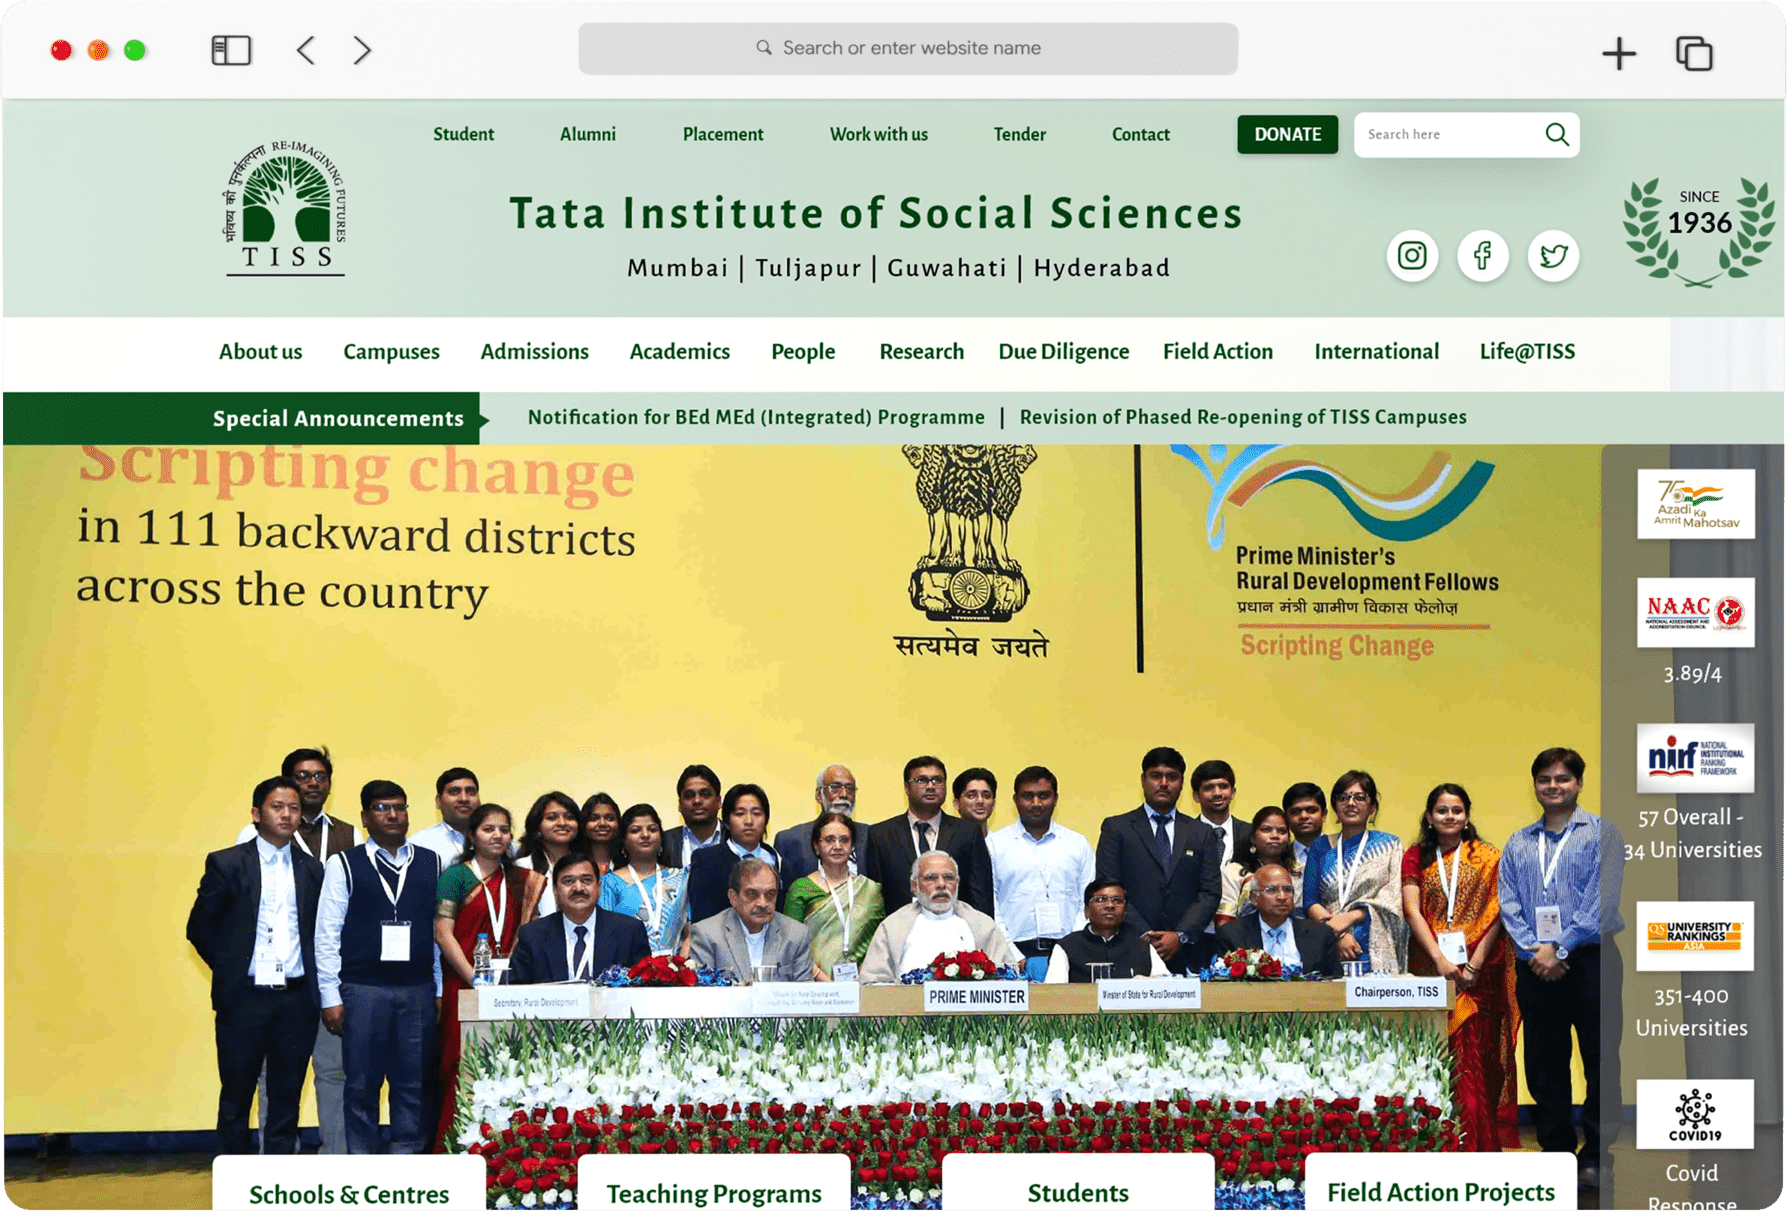 Search or enter website name
Student
Alumni
Placement
Work with us
Tender
Contact
DONATE
Search here
भविष्य की पुनर्कल्पना RE-IMAGINING FUTURES
TISS
Tata Institute of Social Sciences
Mumbai | Tuljapur | Guwahati | Hyderabad
SINCE
1936
About us
Campuses
Admissions
Academics
People
Research
Due Diligence
Field Action
International
Life@TISS
Special Announcements
Notification for BEd MEd (Integrated) Programme | Revision of Phased Re-opening of TISS Campuses
Scripting change
in 111 backward districts
across the country
सत्यमेव जयते
Prime Minister's
Rural Development Fellows
प्रधान मंत्री ग्रामीण विकास फेलोज़
Scripting Change
75
Azadi Ka
Amrit Mahotsav
NAAC
NATIONAL ASSESSMENT AND
ACCREDITATION COUNCIL
3.89/4
nirf
NATIONAL
INSTITUTIONAL
RANKING
FRAMEWORK
57 Overall -
34 Universities
QS UNIVERSITY
RANKINGS
ASIA
351-400
Universities
COVID19
Covid
Response
Secretary, Rural Development
PRIME MINISTER
Minister of State for Rural Development
Chairperson, TISS
Schools & Centres
Teaching Programs
Students
Field Action Projects